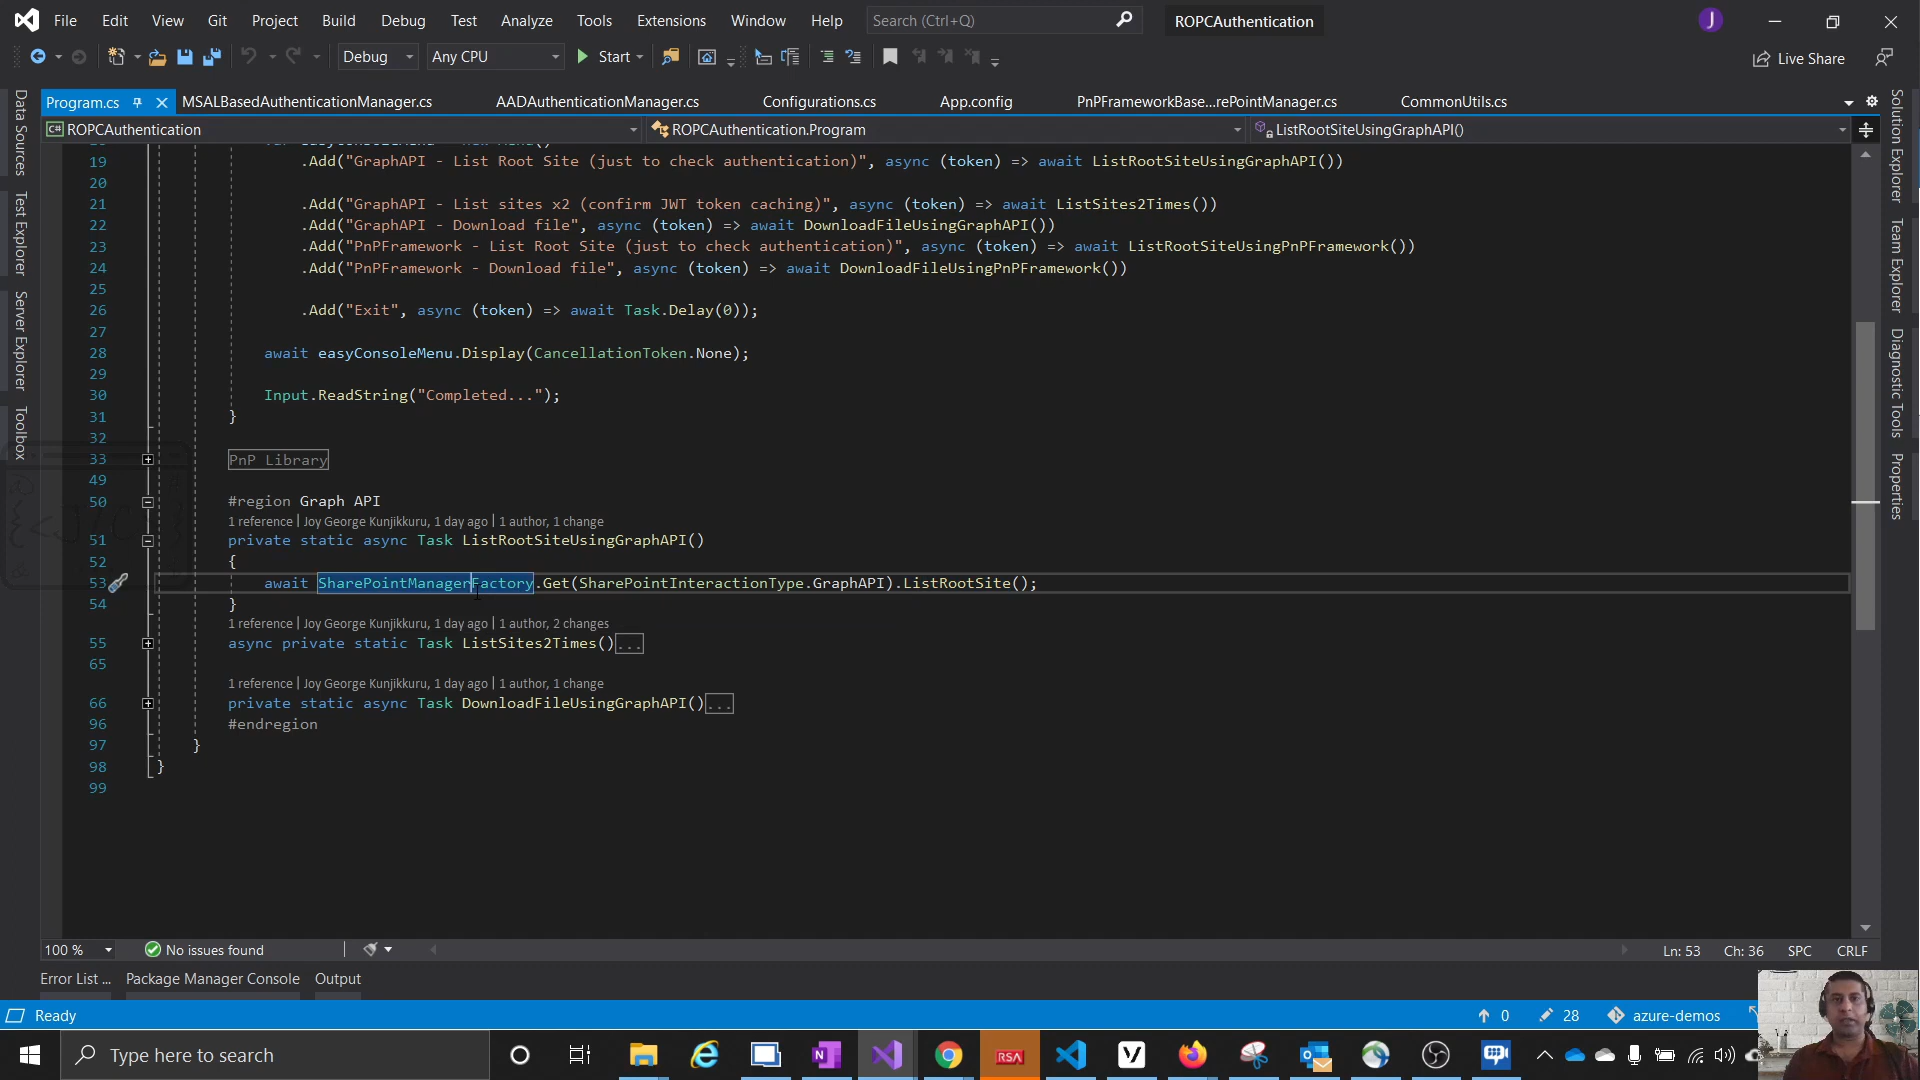 File Edit View Git Project Build Debug Test Analyze Tools Extensions Window Help Search (Ctrl+Q) ROPCAuthentication J
Debug Any CPU Start Live Share
Program.cs MSALBasedAuthenticationManager.cs AADAuthenticationManager.cs Configurations.cs App.config PnPFrameworkBase...rePointManager.cs CommonUtils.cs
C# ROPCAuthentication ROPCAuthentication.Program ListRootSiteUsingGraphAPI()
19 .Add("GraphAPI - List Root Site (just to check authentication)", async (token) => await ListRootSiteUsingGraphAPI())
20
21 .Add("GraphAPI - List sites x2 (confirm JWT token caching)", async (token) => await ListSites2Times())
22 .Add("GraphAPI - Download file", async (token) => await DownloadFileUsingGraphAPI())
23 .Add("PnPFramework - List Root Site (just to check authentication)", async (token) => await ListRootSiteUsingPnPFramework())
24 .Add("PnPFramework - Download file", async (token) => await DownloadFileUsingPnPFramework())
25
26 .Add("Exit", async (token) => await Task.Delay(0));
27
28 await easyConsoleMenu.Display(CancellationToken.None);
29
30 Input.ReadString("Completed...");
31 }
32
33 PnP Library
49
50 #region Graph API
1 reference | Joy George Kunjikkuru, 1 day ago | 1 author, 1 change
51 private static async Task ListRootSiteUsingGraphAPI()
52 {
53 await SharePointManagerFactory.Get(SharePointInteractionType.GraphAPI).ListRootSite();
54 }
1 reference | Joy George Kunjikkuru, 1 day ago | 1 author, 2 changes
55 async private static Task ListSites2Times()...
65
1 reference | Joy George Kunjikkuru, 1 day ago | 1 author, 1 change
66 private static async Task DownloadFileUsingGraphAPI()...
96 #endregion
97 }
98 }
99
100 % No issues found Ln: 53 Ch: 36 SPC CRLF
Error List ... Package Manager Console Output
Ready 0 28 azure-demos
Type here to search RSA
Data Sources
Test Explorer
Server Explorer
Toolbox
Solution Explorer
Team Explorer
Diagnostic Tools
Properties